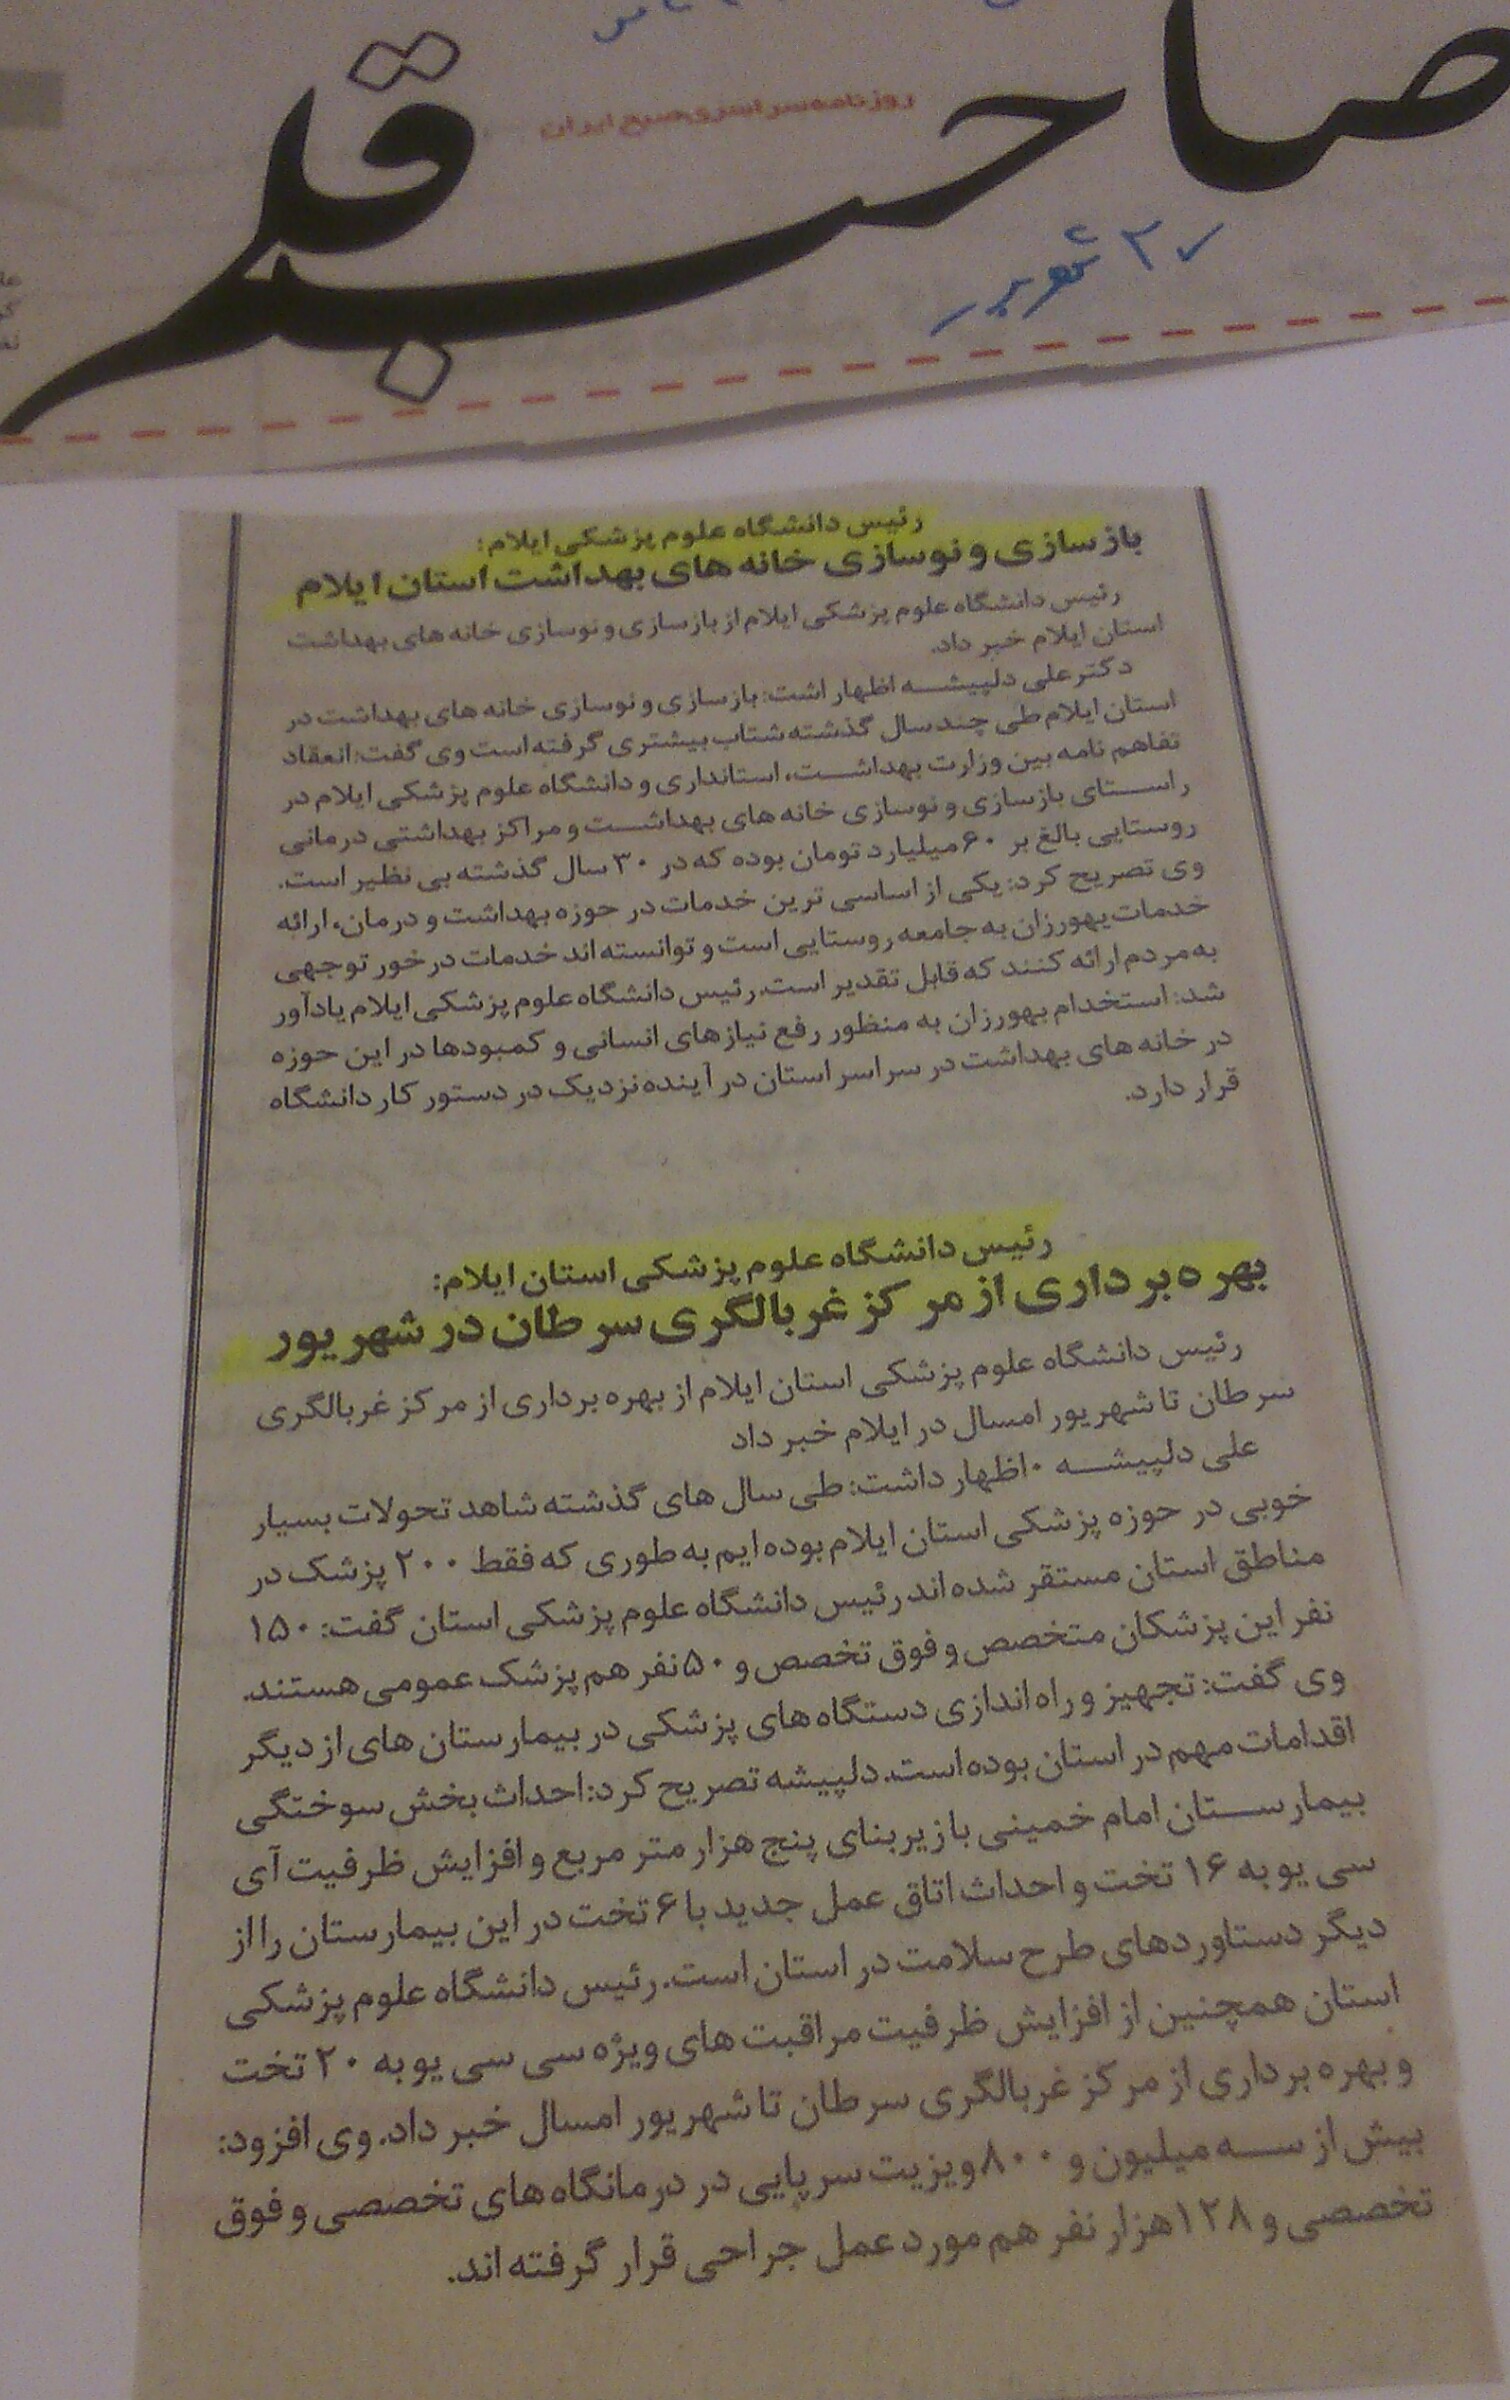 صاحب قلم
روزنامه سراسری صبح ایران
۲ شهریور
رئیس دانشگاه علوم پزشکی ایلام:
بازسازی و نوسازی خانه های بهداشت استان ایلام
رئیس دانشگاه علوم پزشکی ایلام از بازسازی و نوسازی خانه های بهداشت
استان ایلام خبر داد.
دکتر علی دلپیشه اظهار اشت: بازسازی و نوسازی خانه های بهداشت در
استان ایلام طی چند سال گذشته شتاب بیشتری گرفته است وی گفت: انعقاد
تفاهم نامه بین وزارت بهداشت، استانداری و دانشگاه علوم پزشکی ایلام در
راستای بازسازی و نوسازی خانه های بهداشت و مراکز بهداشتی درمانی
روستایی بالغ بر ۶۰ میلیارد تومان بوده که در ۳۰ سال گذشته بی نظیر است.
وی تصریح کرد: یکی از اساسی ترین خدمات در حوزه بهداشت و درمان، ارائه
خدمات بهورزان به جامعه روستایی است و توانسته اند خدمات در خور توجهی
به مردم ارائه کنند که قابل تقدیر است. رئیس دانشگاه علوم پزشکی ایلام یادآور
شد: استخدام بهورزان به منظور رفع نیازهای انسانی و کمبودها در این حوزه
در خانه های بهداشت در سراسر استان در آینده نزدیک در دستور کار دانشگاه
قرار دارد.
رئیس دانشگاه علوم پزشکی استان ایلام:
بهره برداری از مرکز غربالگری سرطان در شهریور
رئیس دانشگاه علوم پزشکی استان ایلام از بهره برداری از مرکز غربالگری
سرطان تا شهریور امسال در ایلام خبر داد
علی دلپیشه ۰ اظهار داشت: طی سال های گذشته شاهد تحولات بسیار
خوبی در حوزه پزشکی استان ایلام بوده ایم به طوری که فقط ۲۰۰ پزشک در
مناطق استان مستقر شده اند رئیس دانشگاه علوم پزشکی استان گفت: ۱۵۰
نفر این پزشکان متخصص و فوق تخصص و ۵۰ نفر هم پزشک عمومی هستند.
وی گفت: تجهیز و راه اندازی دستگاه های پزشکی در بیمارستان های از دیگر
اقدامات مهم در استان بوده است. دلپیشه تصریح کرد: احداث بخش سوختگی
بیمارستان امام خمینی با زیربنای پنج هزار متر مربع و افزایش ظرفیت آی
سی یو به ۱۶ تخت و احداث اتاق عمل جدید با ۶ تخت در این بیمارستان را از
دیگر دستاوردهای طرح سلامت در استان است. رئیس دانشگاه علوم پزشکی
استان همچنین از افزایش ظرفیت مراقبت های ویژه سی سی یو به ۲۰ تخت
و بهره برداری از مرکز غربالگری سرطان تا شهریور امسال خبر داد. وی افزود:
بیش از سه میلیون و ۸۰۰ ویزیت سرپایی در درمانگاه های تخصصی و فوق
تخصصی و ۱۲۸ هزار نفر هم مورد عمل جراحی قرار گرفته اند.